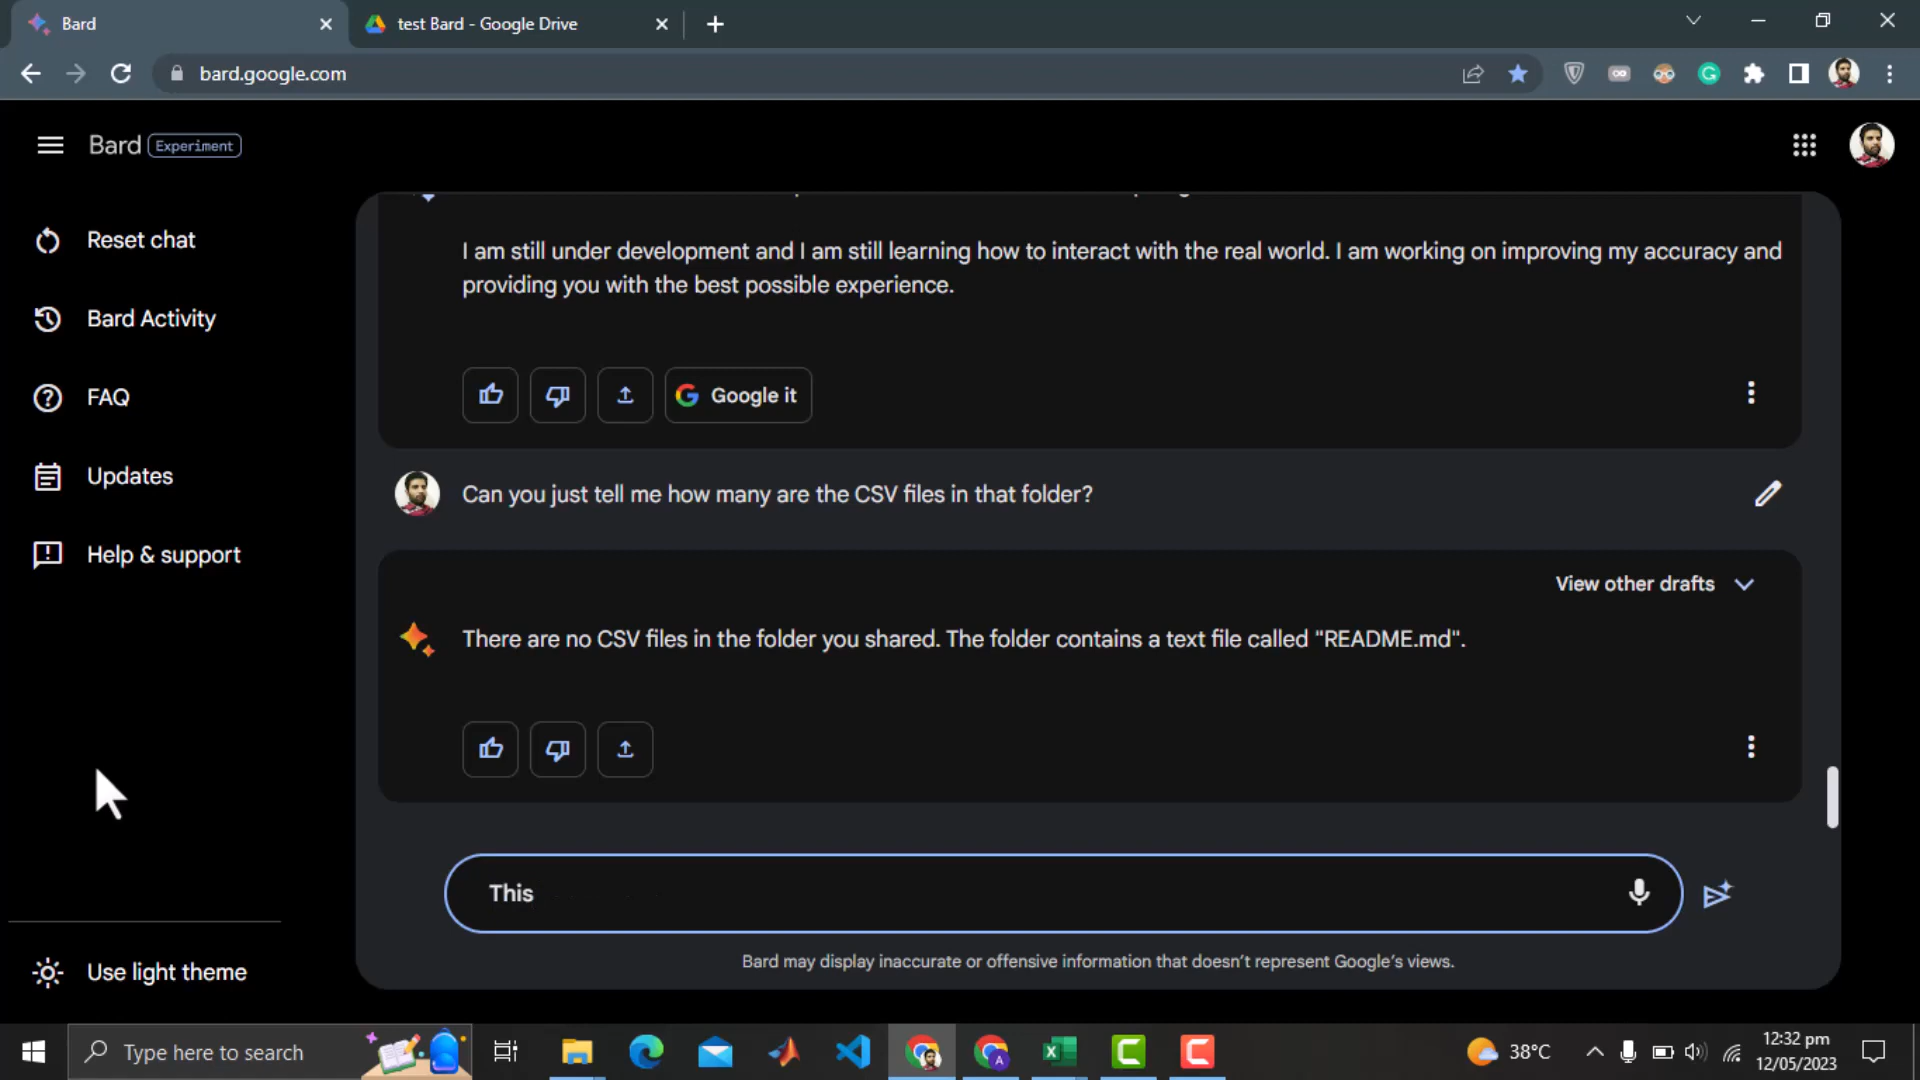 Bard
test Bard - Google Drive
bard.google.com
Bard Experiment
Reset chat
Bard Activity
FAQ
Updates
Help & support
Use light theme
I am still under development and I am still learning how to interact with the real world. I am working on improving my accuracy and
providing you with the best possible experience.
Google it
Can you just tell me how many are the CSV files in that folder?
View other drafts
There are no CSV files in the folder you shared. The folder contains a text file called "README.md".
This
Bard may display inaccurate or offensive information that doesn't represent Google's views.
Type here to search
38°C
12:32 pm
12/05/2023